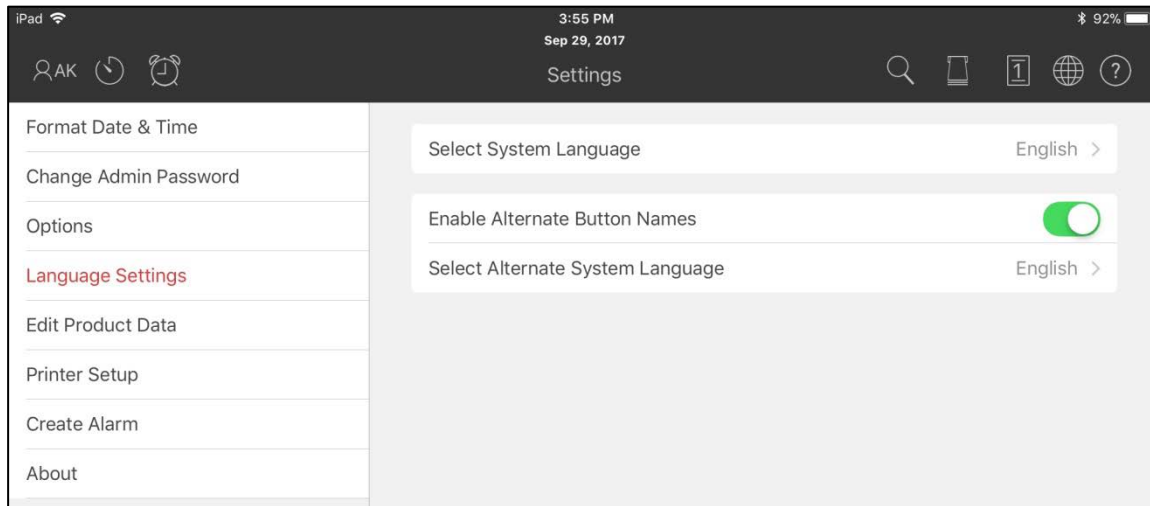 iPad 3:55 PM 92%
Sep 29, 2017
AK Settings 1 ?
Format Date & Time
Change Admin Password
Options
Language Settings
Edit Product Data
Printer Setup
Create Alarm
About
Select System Language English >
Enable Alternate Button Names
Select Alternate System Language English >